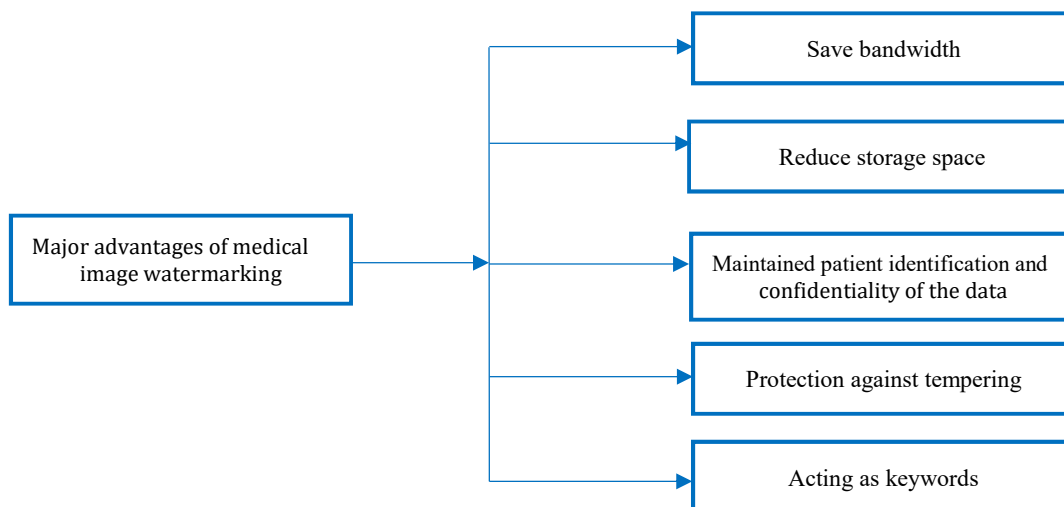 Save bandwidth
Reduce storage space
Major advantages of medical
image watermarking
Maintained patient identification and
confidentiality of the data
Protection against tempering
Acting as keywords